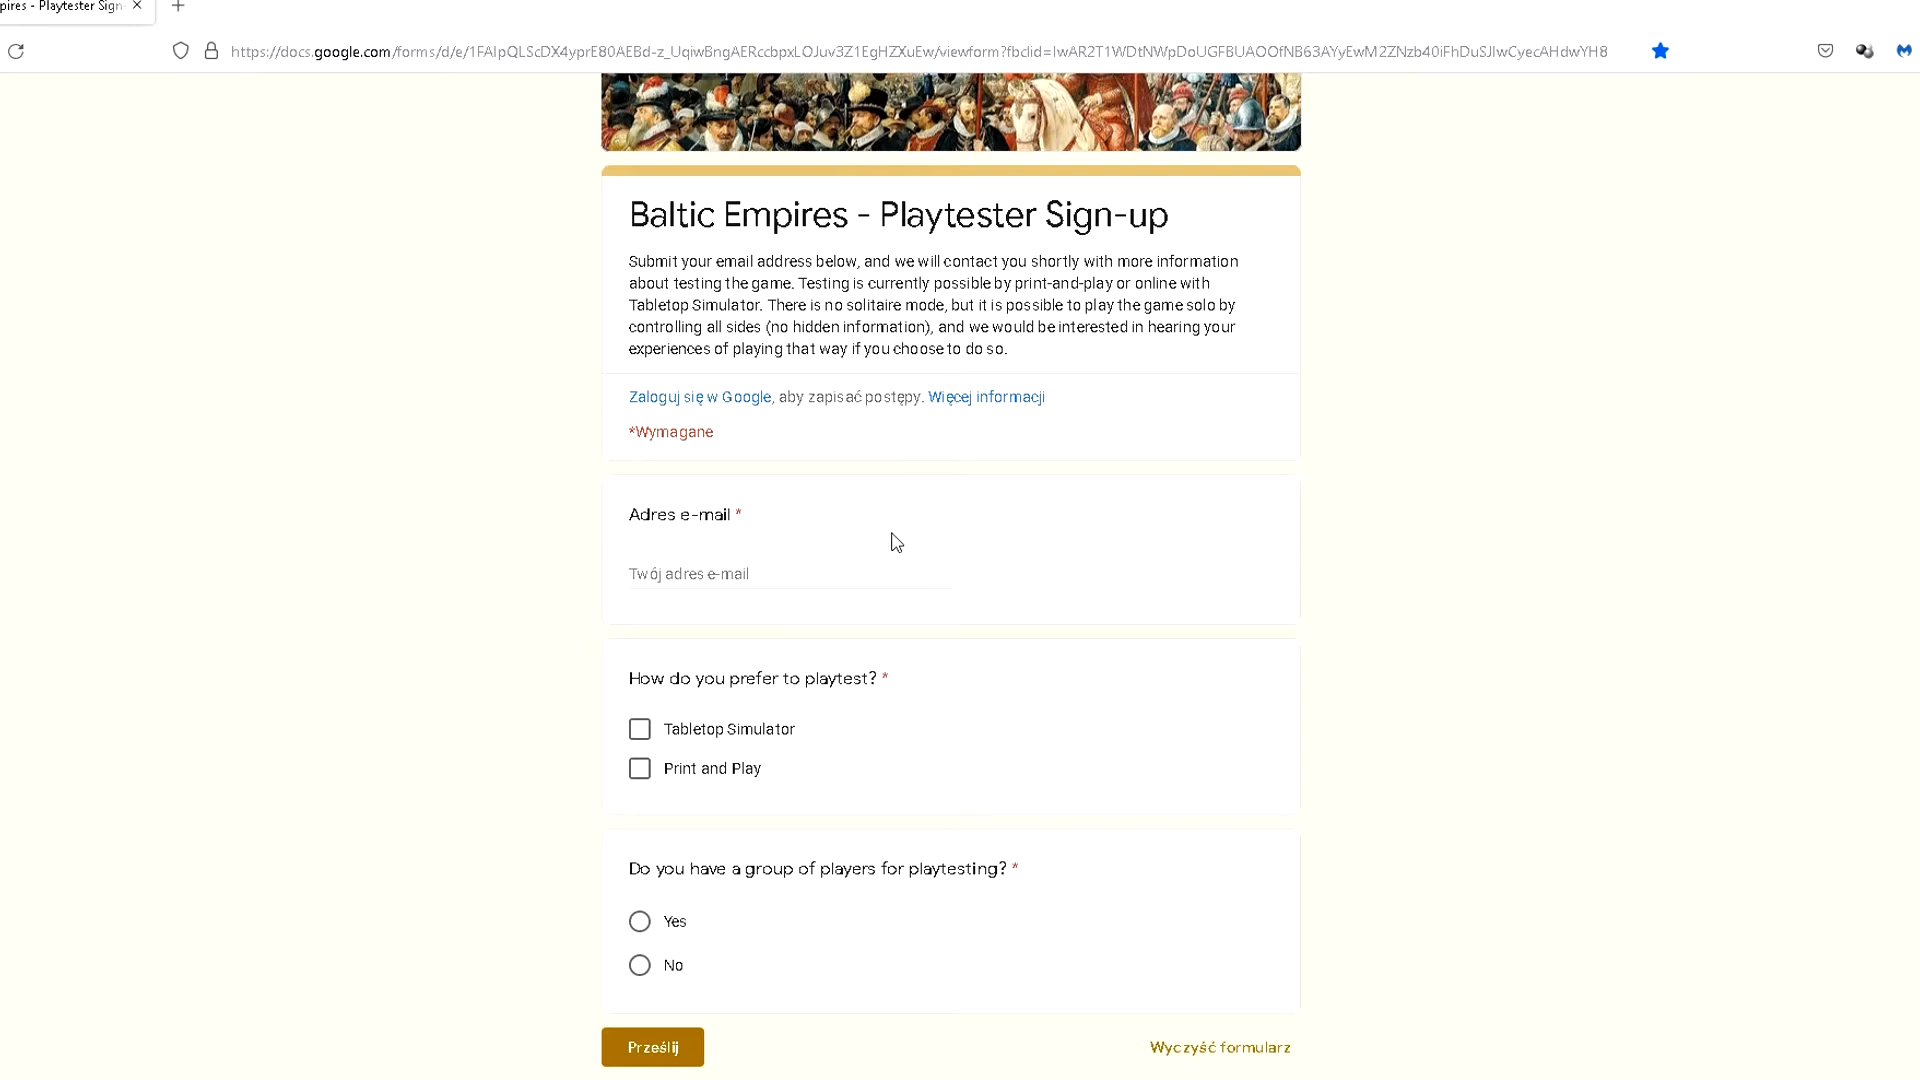 pires - Playtester Sign-
https://docs.google.com/forms/d/e/1FAIpQLScDX4yprE80AEBd-z_UqiwBngAERccbpxLOJuv3Z1EgHZXuEw/viewform?fbclid=IwAR2T1WDtNWpDoUGFBUAOOfNB63AYyEwM2ZNzb40iFhDuSJIwCyecAHdwYH8
Baltic Empires - Playtester Sign-up
Submit your email address below, and we will contact you shortly with more information
about testing the game. Testing is currently possible by print-and-play or online with
Tabletop Simulator. There is no solitaire mode, but it is possible to play the game solo by
controlling all sides (no hidden information), and we would be interested in hearing your
experiences of playing that way if you choose to do so.
Zaloguj się w Google, aby zapisać postępy. Więcej informacji
*Wymagane
Adres e-mail *
Twój adres e-mail
How do you prefer to playtest? *
Tabletop Simulator
Print and Play
Do you have a group of players for playtesting? *
Yes
No
Prześlij
Wyczyść formularz